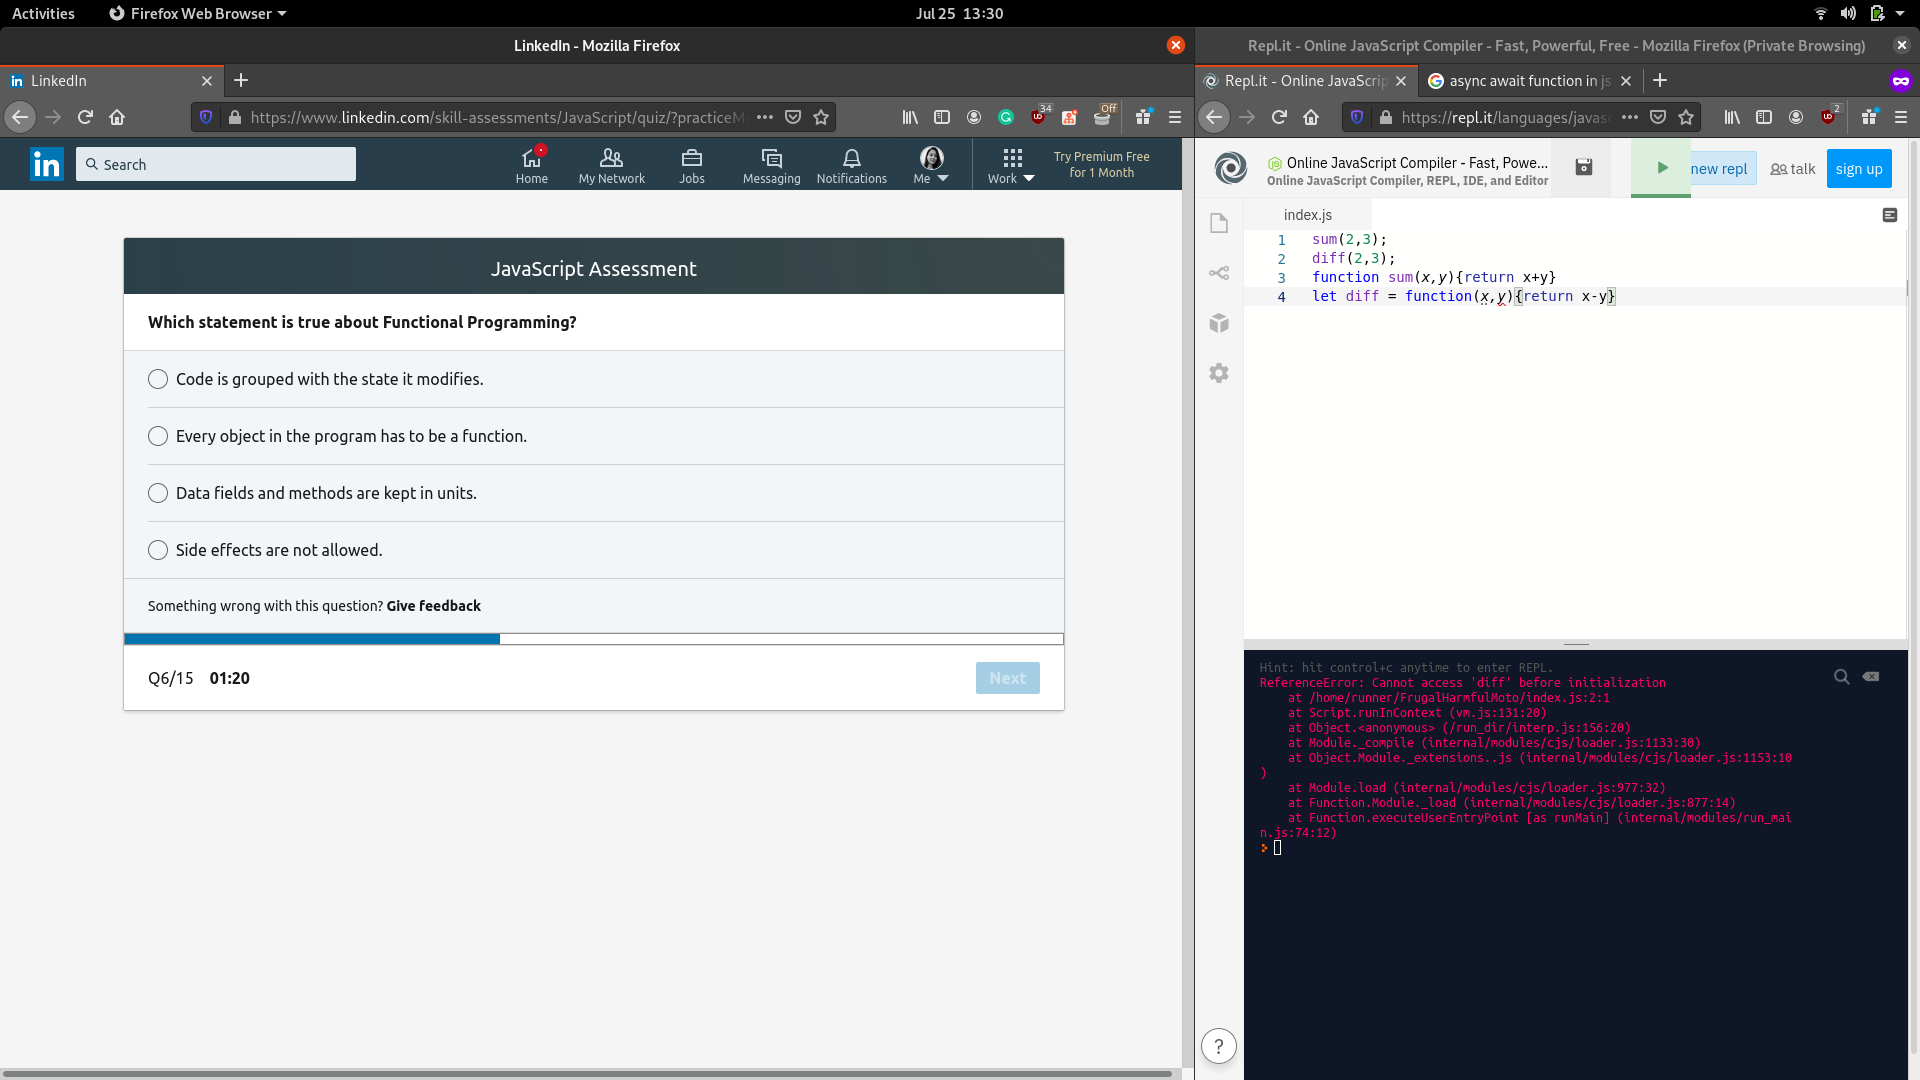 Activities
Firefox Web Browser
Jul 25 13:30
LinkedIn - Mozilla Firefox
LinkedIn
https://www.linkedin.com/skill-assessments/JavaScript/quiz/?practiceM
34
Off
in
Search
Home
My Network
Jobs
Messaging
Notifications
Me
Work
Try Premium Free
for 1 Month
JavaScript Assessment
Which statement is true about Functional Programming?
Code is grouped with the state it modifies.
Every object in the program has to be a function.
Data fields and methods are kept in units.
Side effects are not allowed.
Something wrong with this question? Give feedback
Q6/15 01:20
Next
Repl.it - Online JavaScript Compiler - Fast, Powerful, Free - Mozilla Firefox (Private Browsing)
Repl.it - Online JavaScrip
async await function in js
https://repl.it/languages/javas
2
Online JavaScript Compiler - Fast, Powe...
Online JavaScript Compiler, REPL, IDE, and Editor
new repl
talk
sign up
index.js
1 sum(2,3);
2 diff(2,3);
3 function sum(x,y){return x+y}
4 let diff = function(x,y){return x-y}
Hint: hit control+c anytime to enter REPL.
ReferenceError: Cannot access 'diff' before initialization
at /home/runner/FrugalHarmfulMoto/index.js:2:1
at Script.runInContext (vm.js:131:20)
at Object.<anonymous> (/run_dir/interp.js:156:20)
at Module._compile (internal/modules/cjs/loader.js:1133:30)
at Object.Module._extensions..js (internal/modules/cjs/loader.js:1153:10
)
at Module.load (internal/modules/cjs/loader.js:977:32)
at Function.Module._load (internal/modules/cjs/loader.js:877:14)
at Function.executeUserEntryPoint [as runMain] (internal/modules/run_mai
n.js:74:12)
?